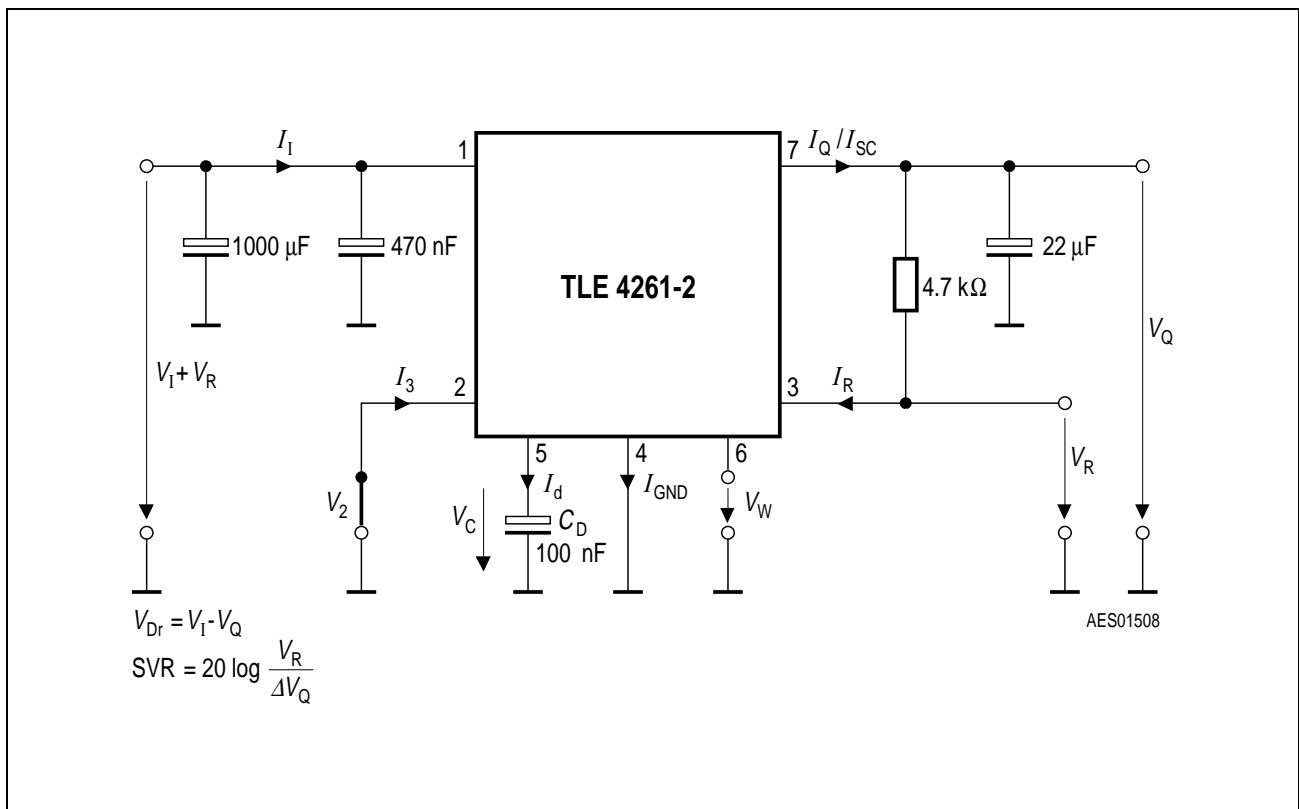 I_I
1
7
I_Q / I_SC
1000 µF
470 nF
TLE 4261-2
4.7 kΩ
22 µF
V_I + V_R
V_Q
I_3
2
3
I_R
5
4
6
V_2
V_C
I_d
C_D
100 nF
I_GND
V_W
V_R
V_Dr = V_I - V_Q
SVR = 20 log V_R / ΔV_Q
AES01508